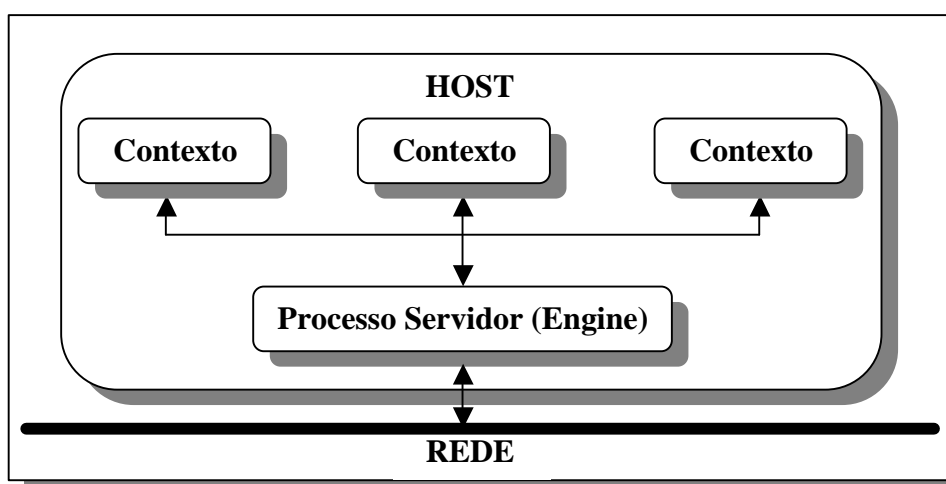 HOST
Contexto
Contexto
Contexto
Processo Servidor (Engine)
REDE